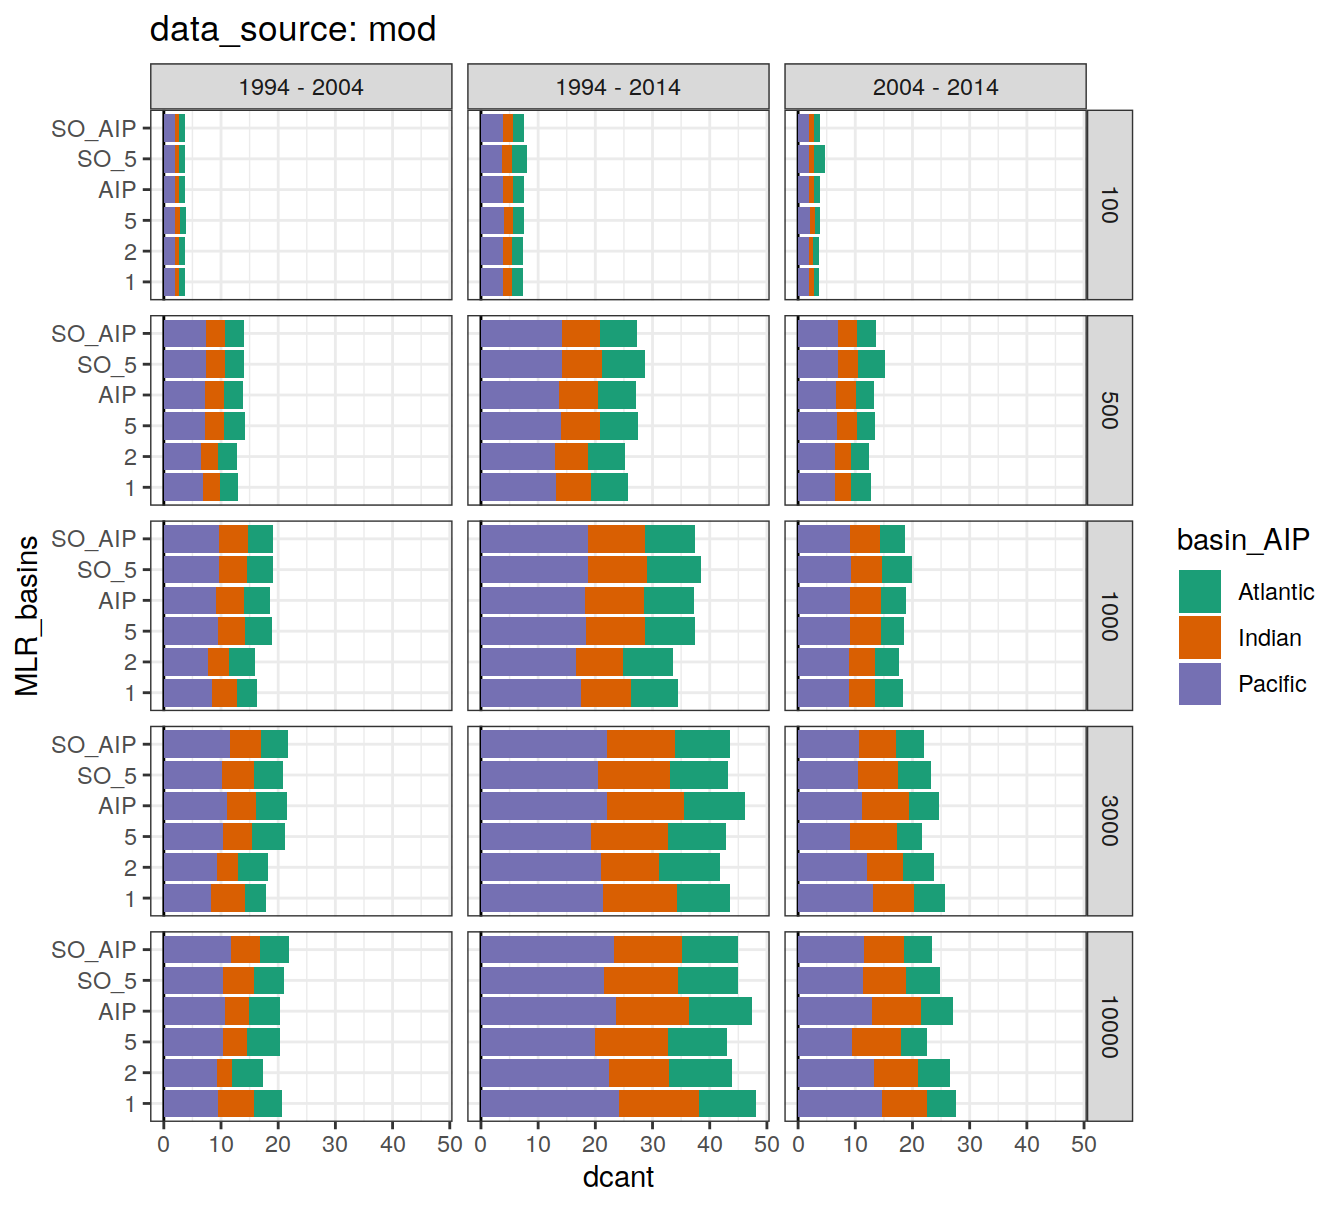 data_source: mod
1994 - 2004 1994 - 2014 2004 - 2014
SO_AIP
SO_5
AIP
5
2
1
100
SO_AIP
SO_5
AIP
5
2
1
500
SO_AIP
SO_5
AIP
5
2
1
1000
SO_AIP
SO_5
AIP
5
2
1
3000
SO_AIP
SO_5
AIP
5
2
1
10000
0 10 20 30 40 50 0 10 20 30 40 50 0 10 20 30 40 50
dcant
MLR_basins
basin_AIP
Atlantic
Indian
Pacific